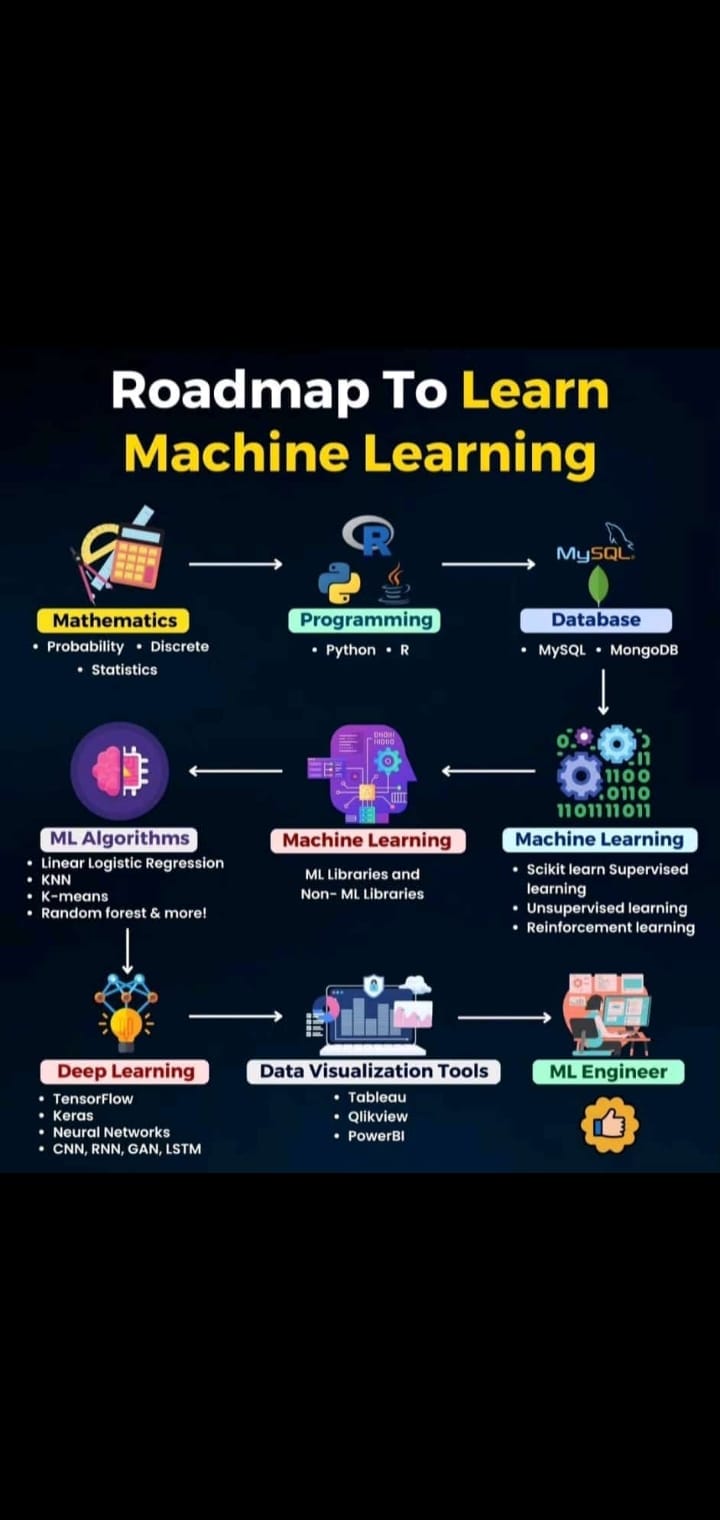 Roadmap To Learn
Machine Learning
MySQL
Mathematics
• Probability • Discrete
• Statistics
Programming
• Python • R
Database
• MySQL • MongoDB
ML Algorithms
• Linear Logistic Regression
• KNN
• K-means
• Random forest & more!
Machine Learning
ML Libraries and
Non- ML Libraries
Machine Learning
• Scikit learn Supervised
learning
• Unsupervised learning
• Reinforcement learning
Deep Learning
• TensorFlow
• Keras
• Neural Networks
• CNN, RNN, GAN, LSTM
Data Visualization Tools
• Tableau
• Qlikview
• PowerBI
ML Engineer